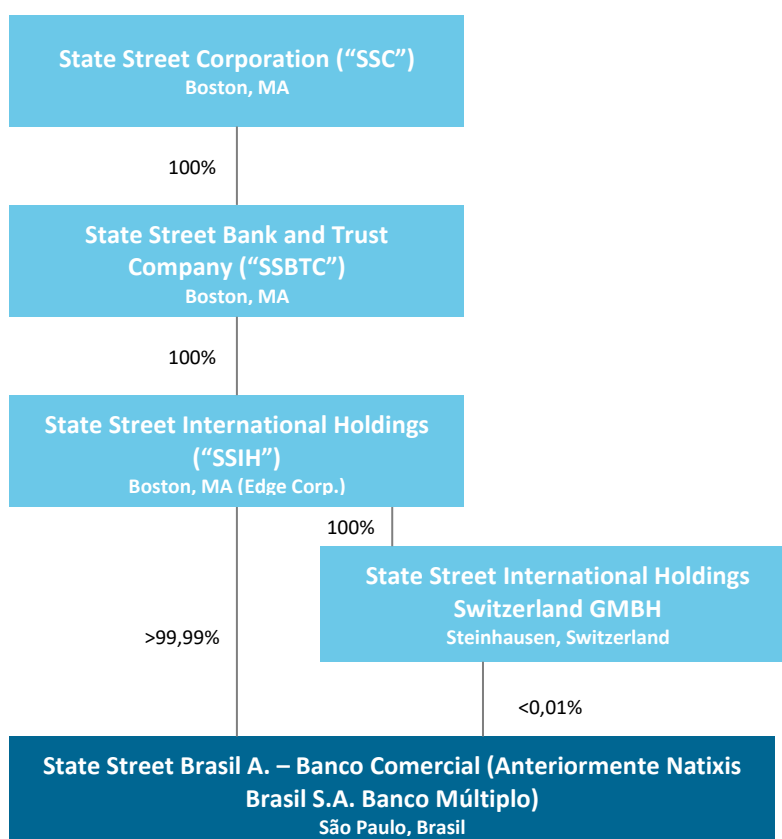 State Street Corporation (“SSC”)
Boston, MA
100%
State Street Bank and Trust
Company (“SSBTC”)
Boston, MA
100%
State Street International Holdings
(“SSIH”)
Boston, MA (Edge Corp.)
100%
State Street International Holdings
Switzerland GMBH
Steinhausen, Switzerland
>99,99%
<0,01%
State Street Brasil A. – Banco Comercial (Anteriormente Natixis
Brasil S.A. Banco Múltiplo)
São Paulo, Brasil